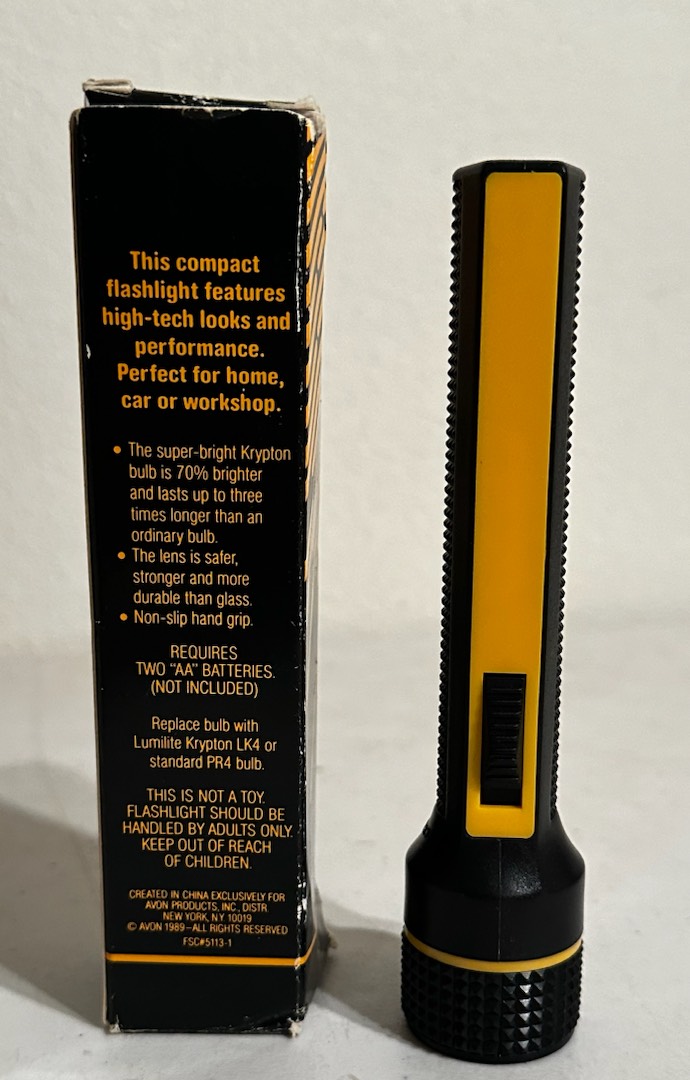 This compact
flashlight features
high-tech looks and
performance.
Perfect for home,
car or workshop.
• The super-bright Krypton
bulb is 70% brighter
and lasts up to three
times longer than an
ordinary bulb.
• The lens is safer,
stronger and more
durable than glass.
• Non-slip hand grip.
REQUIRES
TWO "AA" BATTERIES.
(NOT INCLUDED)
Replace bulb with
Lumilite Krypton LK4 or
standard PR4 bulb.
THIS IS NOT A TOY.
FLASHLIGHT SHOULD BE
HANDLED BY ADULTS ONLY.
KEEP OUT OF REACH
OF CHILDREN.
CREATED IN CHINA EXCLUSIVELY FOR
AVON PRODUCTS, INC., DISTR.
NEW YORK, N.Y. 10019
© AVON 1989–ALL RIGHTS RESERVED
FSC#5113-1